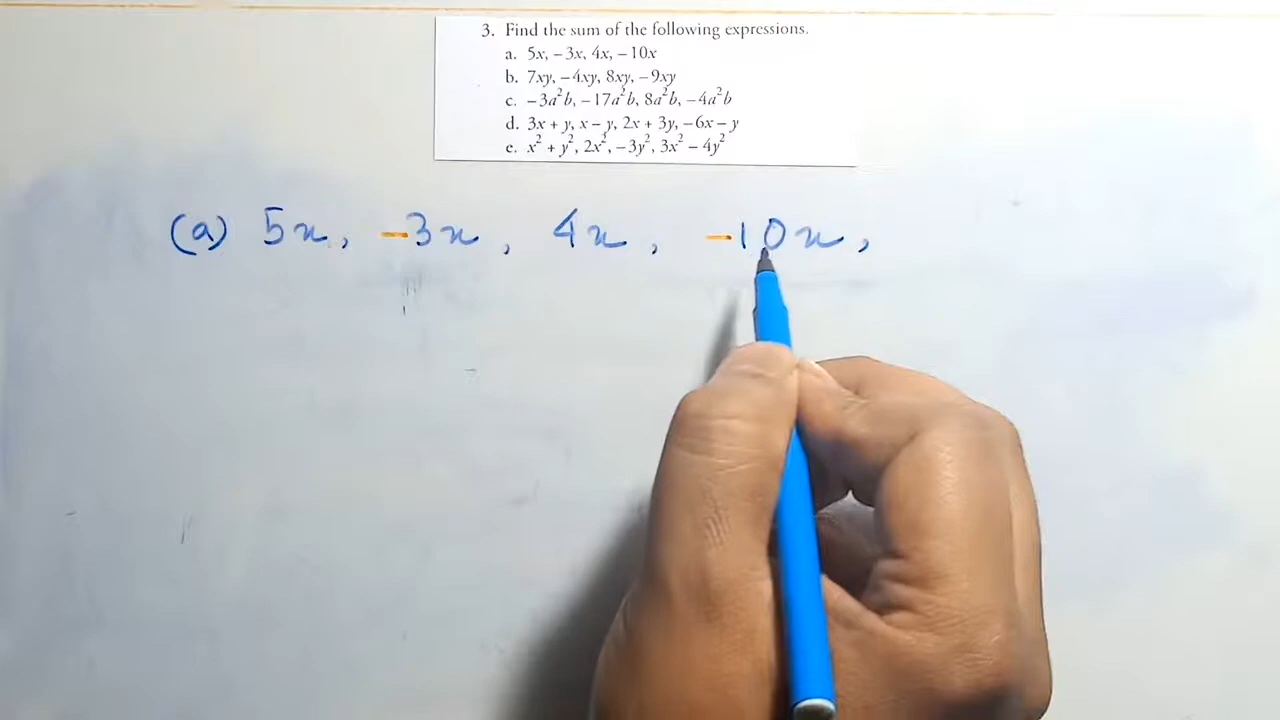 3. Find the sum of the following expressions.
a. 5x, −3x, 4x, −10x
b. 7xy, −4xy, 8xy, −9xy
c. −3a²b, −17a²b, 8a²b, −4a²b
d. 3x + y, x − y, 2x + 3y, −6x − y
e. x² + y², 2x², −3y², 3x² − 4y²
(a) 5x, −3x, 4x, −10x,